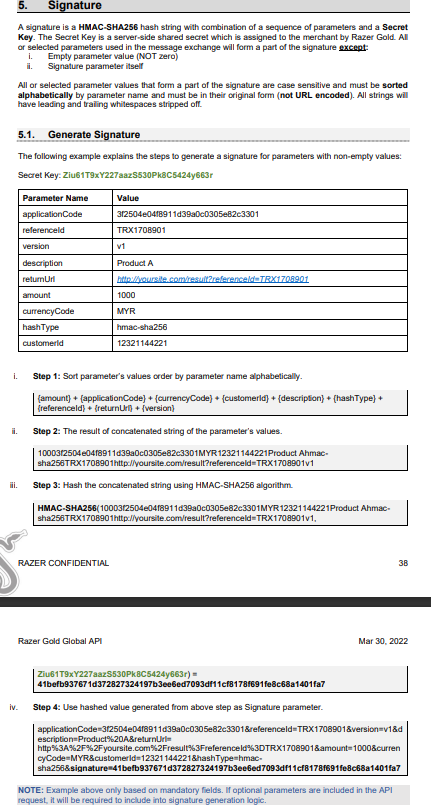 5. Signature
A signature is a HMAC-SHA256 hash string with combination of a sequence of parameters and a Secret
Key. The Secret Key is a server-side shared secret which is assigned to the merchant by Razer Gold. All
or selected parameters used in the message exchange will form a part of the signature except:
i. Empty parameter value (NOT zero)
ii. Signature parameter itself
All or selected parameter values that form a part of the signature are case sensitive and must be sorted
alphabetically by parameter name and must be in their original form (not URL encoded). All strings will
have leading and trailing whitespaces stripped off.
5.1. Generate Signature
The following example explains the steps to generate a signature for parameters with non-empty values:
Secret Key: Ziu61T9xY227aazS530Pk8C5424y663r
Parameter Name Value
applicationCode 3f2504e04f8911d39a0c0305e82c3301
referenceId TRX1708901
version v1
description Product A
returnUrl http://yoursite.com/result?referenceId=TRX1708901
amount 1000
currencyCode MYR
hashType hmac-sha256
customerId 12321144221
i. Step 1: Sort parameter's values order by parameter name alphabetically.
{amount} + {applicationCode} + {currencyCode} + {customerId} + {description} + {hashType} +
{referenceId} + {returnUrl} + {version}
ii. Step 2: The result of concatenated string of the parameter's values.
10003f2504e04f8911d39a0c0305e82c3301MYR12321144221Product Ahmac-
sha256TRX1708901http://yoursite.com/result?referenceId=TRX1708901v1
iii. Step 3: Hash the concatenated string using HMAC-SHA256 algorithm.
HMAC-SHA256(10003f2504e04f8911d39a0c0305e82c3301MYR12321144221Product Ahmac-
sha256TRX1708901http://yoursite.com/result?referenceId=TRX1708901v1,
RAZER CONFIDENTIAL 38
Razer Gold Global API Mar 30, 2022
Ziu61T9xY227aazS530Pk8C5424y663r) =
41befb937671d372827324197b3ee6ed7093df11cf8178f691fe8c68a1401fa7
iv. Step 4: Use hashed value generated from above step as Signature parameter.
applicationCode=3f2504e04f8911d39a0c0305e82c3301&referenceId=TRX1708901&version=v1&d
escription=Product%20A&returnUrl=
http%3A%2F%2Fyoursite.com%2Fresult%3FreferenceId%3DTRX1708901&amount=1000&curren
cyCode=MYR&customerId=12321144221&hashType=hmac-
sha256&signature=41befb937671d372827324197b3ee6ed7093df11cf8178f691fe8c68a1401fa7
NOTE: Example above only based on mandatory fields. If optional parameters are included in the API
request, it will be required to include into signature generation logic.